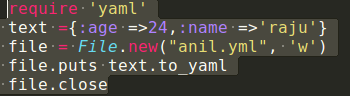 require 'yaml'
text ={:age =>24,:name =>'raju'}
file = File.new("anil.yml", 'w')
file.puts text.to_yaml
file.close